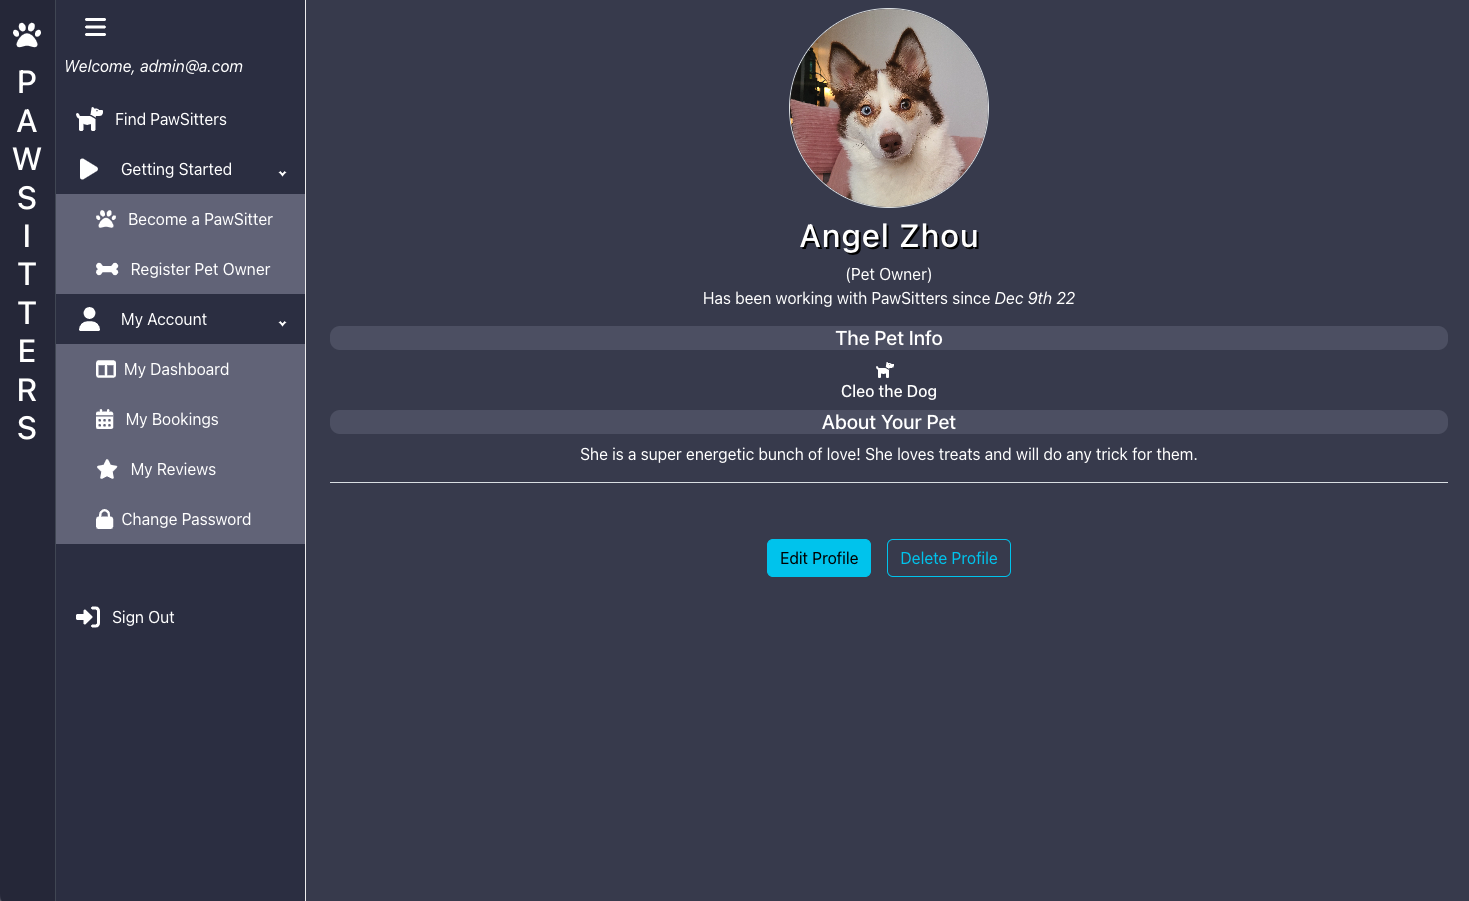 PAWSITTERS
Welcome, admin@a.com
Find PawSitters
Getting Started
Become a PawSitter
Register Pet Owner
My Account
My Dashboard
My Bookings
My Reviews
Change Password
Sign Out
Angel Zhou
(Pet Owner)
Has been working with PawSitters since Dec 9th 22
The Pet Info
Cleo the Dog
About Your Pet
She is a super energetic bunch of love! She loves treats and will do any trick for them.
Edit Profile
Delete Profile